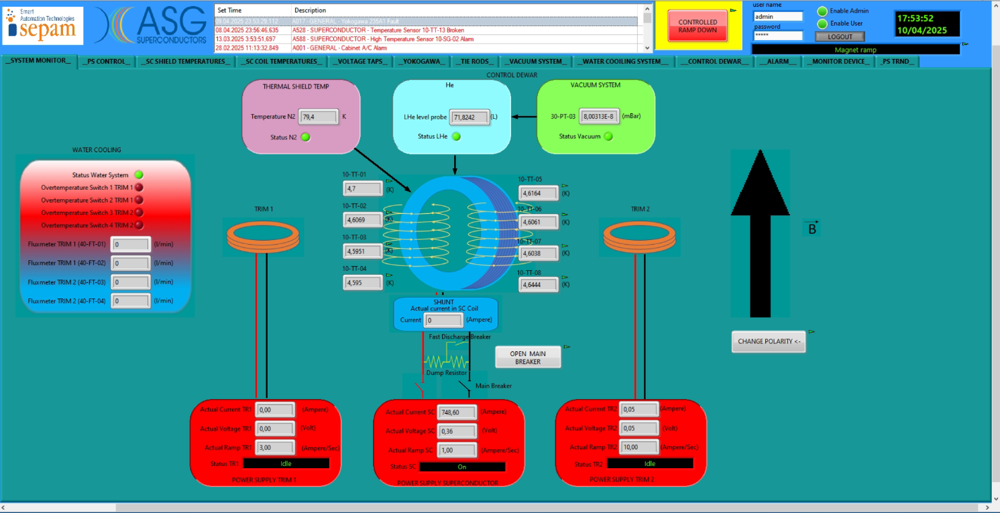 Smart
Automation Technologies
sepam
ASG
SUPERCONDUCTORS
Set Time Description
09.04.2025 23:53:29,112 A017 - GENERAL - Yokogawa 235A1 Fault
08.04.2025 23:56:46,635 A528 - SUPERCONDUCTOR - Temperature Sensor 10-TT-13 Broken
13.03.2025 3:53:51,697 A588 - SUPERCONDUCTOR - High Temperature Sensor 10-SG-02 Alarm
28.02.2025 11:13:32,849 A001 - GENERAL - Cabinet A/C Alarm
CONTROLLED
RAMP DOWN
user name
admin
password
*****
Enable Admin
Enable User
LOGOUT
17:53:52
10/04/2025
Magnet ramp
_SYSTEM MONITOR_ _PS CONTROL_ _SC SHIELD TEMPERATURES_ _SC COIL TEMPERATURES_ _VOLTAGE TAPS_ _YOKOGAWA_ _TIE RODS_ _VACUUM SYSTEM_ _WATER COOLING SYSTEM_ _CONTROL DEWAR_ _ALARM_ _MONITOR DEVICE_ _PS TRND_
CONTROL DEWAR
THERMAL SHIELD TEMP
Temperature N2 79,4 K
Status N2
He
LHe level probe 71,8242 (L)
Status LHe
VACUUM SYSTEM
30-PT-03 8,00313E-8 (mBar)
Status Vacuum
WATER COOLING
Status Water System
Overtemperature Switch 1 TRIM 1
Overtemperature Switch 2 TRIM 1
Overtemperature Switch 3 TRIM 2
Overtemperature Switch 4 TRIM 2
Fluxmeter TRIM 1 (40-FT-01) 0 (l/min)
Fluxmeter TRIM 1 (40-FT-02) 0 (l/min)
Fluxmeter TRIM 2 (40-FT-03) 0 (l/min)
Fluxmeter TRIM 2 (40-FT-04) 0 (l/min)
TRIM 1
10-TT-01
4,7 (K)
10-TT-02
4,6069 (K)
10-TT-03
4,5951 (K)
10-TT-04
4,595 (K)
10-TT-05
4,6164 (K)
10-TT-06
4,6061 (K)
10-TT-07
4,6038 (K)
10-TT-08
4,6444 (K)
TRIM 2
B
CHANGE POLARITY <-
SHUNT
Actual current in SC Coil
Current 0 (Ampere)
Fast Discharge Breaker
Dump Resistor
OPEN MAIN
BREAKER
Main Breaker
Actual Current TR1 0,00 (Ampere)
Actual Voltage TR1 0,00 (Volt)
Actual Ramp TR1 3,00 (Ampere/Sec)
Status TR1 Idle
POWER SUPPLY TRIM 1
Actual Current SC 748,60 (Ampere)
Actual Voltage SC 0,36 (Volt)
Actual Ramp SC 1,00 (Ampere/Sec)
Status SC On
POWER SUPPLY SUPERCONDUCTOR
Actual Current TR2 0,05 (Ampere)
Actual Voltage TR2 0,05 (Volt)
Actual Ramp TR2 10,00 (Ampere/Sec)
Status TR2 Idle
POWER SUPPLY TRIM 2